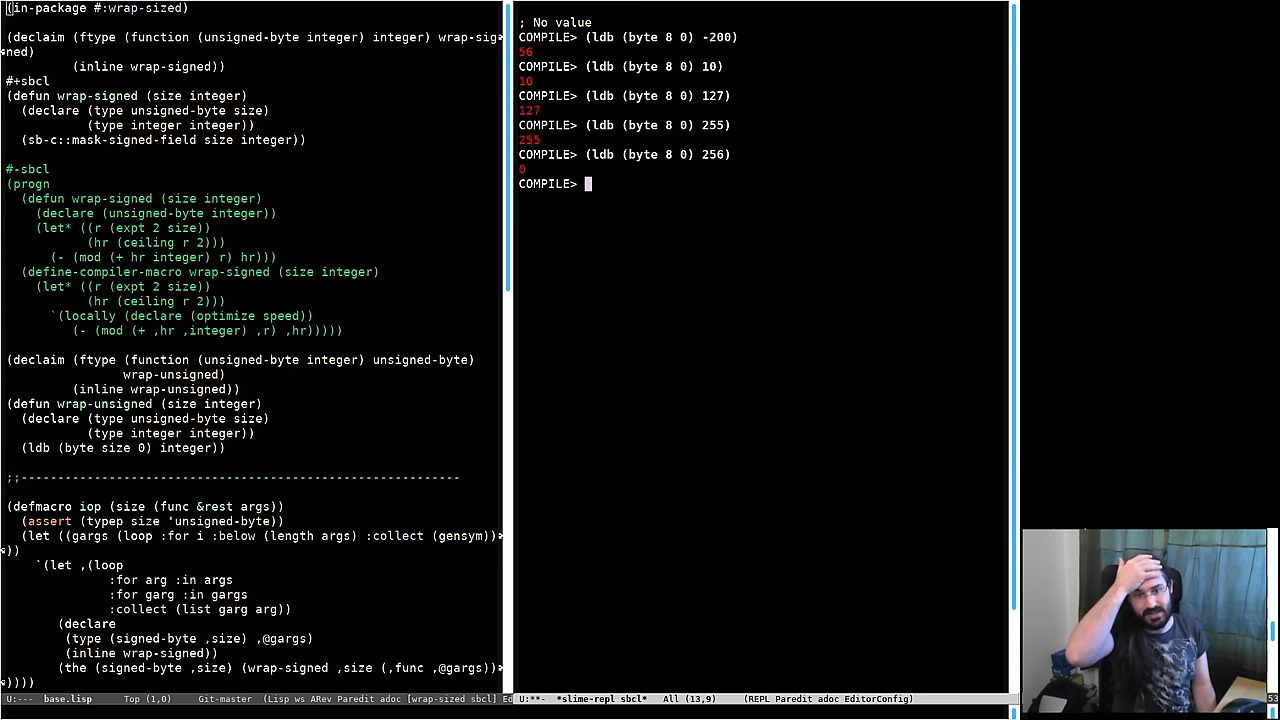 (in-package #:wrap-sized)
(declaim (ftype (function (unsigned-byte integer) integer) wrap-sig
ned)
(inline wrap-signed))
#+sbcl
(defun wrap-signed (size integer)
(declare (type unsigned-byte size)
(type integer integer))
(sb-c::mask-signed-field size integer))
#-sbcl
(progn
(defun wrap-signed (size integer)
(declare (unsigned-byte integer))
(let* ((r (expt 2 size))
(hr (ceiling r 2)))
(- (mod (+ hr integer) r) hr)))
(define-compiler-macro wrap-signed (size integer)
(let* ((r (expt 2 size))
(hr (ceiling r 2)))
`(locally (declare (optimize speed))
(- (mod (+ ,hr ,integer) ,r) ,hr)))))
(declaim (ftype (function (unsigned-byte integer) unsigned-byte)
wrap-unsigned)
(inline wrap-unsigned))
(defun wrap-unsigned (size integer)
(declare (type unsigned-byte size)
(type integer integer))
(ldb (byte size 0) integer))
;;------------------------------------------------------------
(defmacro iop (size (func &rest args))
(assert (typep size 'unsigned-byte))
(let ((gargs (loop :for i :below (length args) :collect (gensym))
))
`(let ,(loop
:for arg :in args
:for garg :in gargs
:collect (list garg arg))
(declare
(type (signed-byte ,size) ,@gargs)
(inline wrap-signed))
(the (signed-byte ,size) (wrap-signed ,size (,func ,@gargs))
))))
U:--- base.lisp Top (1,0) Git-master (Lisp ws ARev Paredit adoc [wrap-sized sbcl] Ed
; No value
COMPILE> (ldb (byte 8 0) -200)
56
COMPILE> (ldb (byte 8 0) 10)
10
COMPILE> (ldb (byte 8 0) 127)
127
COMPILE> (ldb (byte 8 0) 255)
255
COMPILE> (ldb (byte 8 0) 256)
0
COMPILE>
U:**- *slime-repl sbcl* All (13,9) (REPL Paredit adoc EditorConfig)